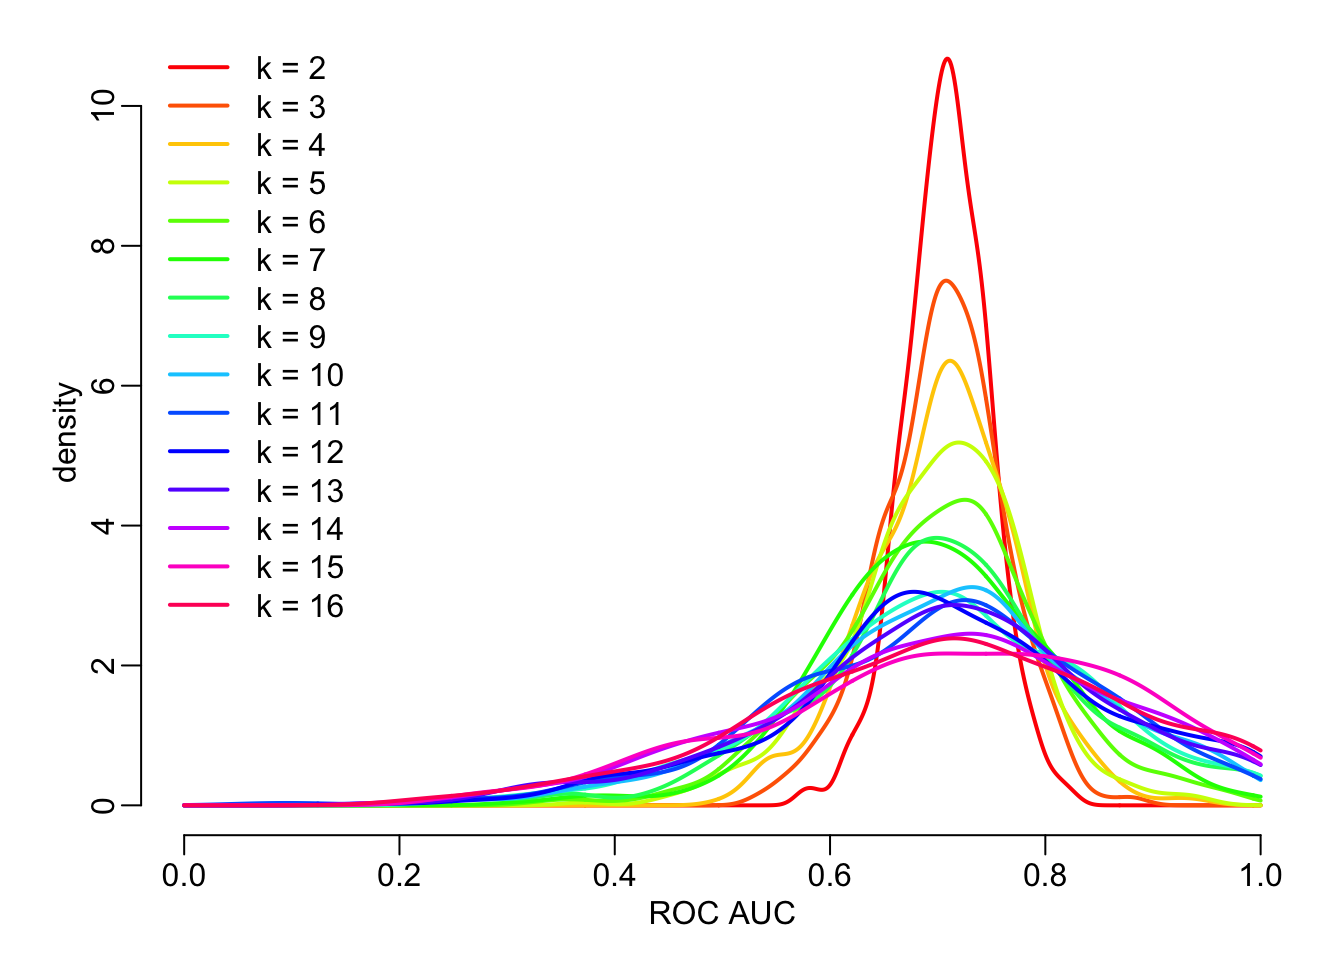 k = 2
k = 3
k = 4
k = 5
k = 6
k = 7
k = 8
k = 9
k = 10
k = 11
k = 12
k = 13
k = 14
k = 15
k = 16
density
10
8
6
4
2
0
0.0 0.2 0.4 0.6 0.8 1.0
ROC AUC